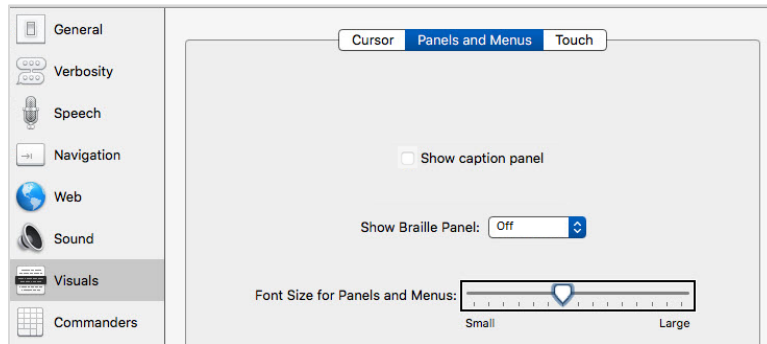 General
Verbosity
Speech
Navigation
Web
Sound
Visuals
Commanders
Cursor Panels and Menus Touch
Show caption panel
Show Braille Panel: Off
Font Size for Panels and Menus:
Small Large